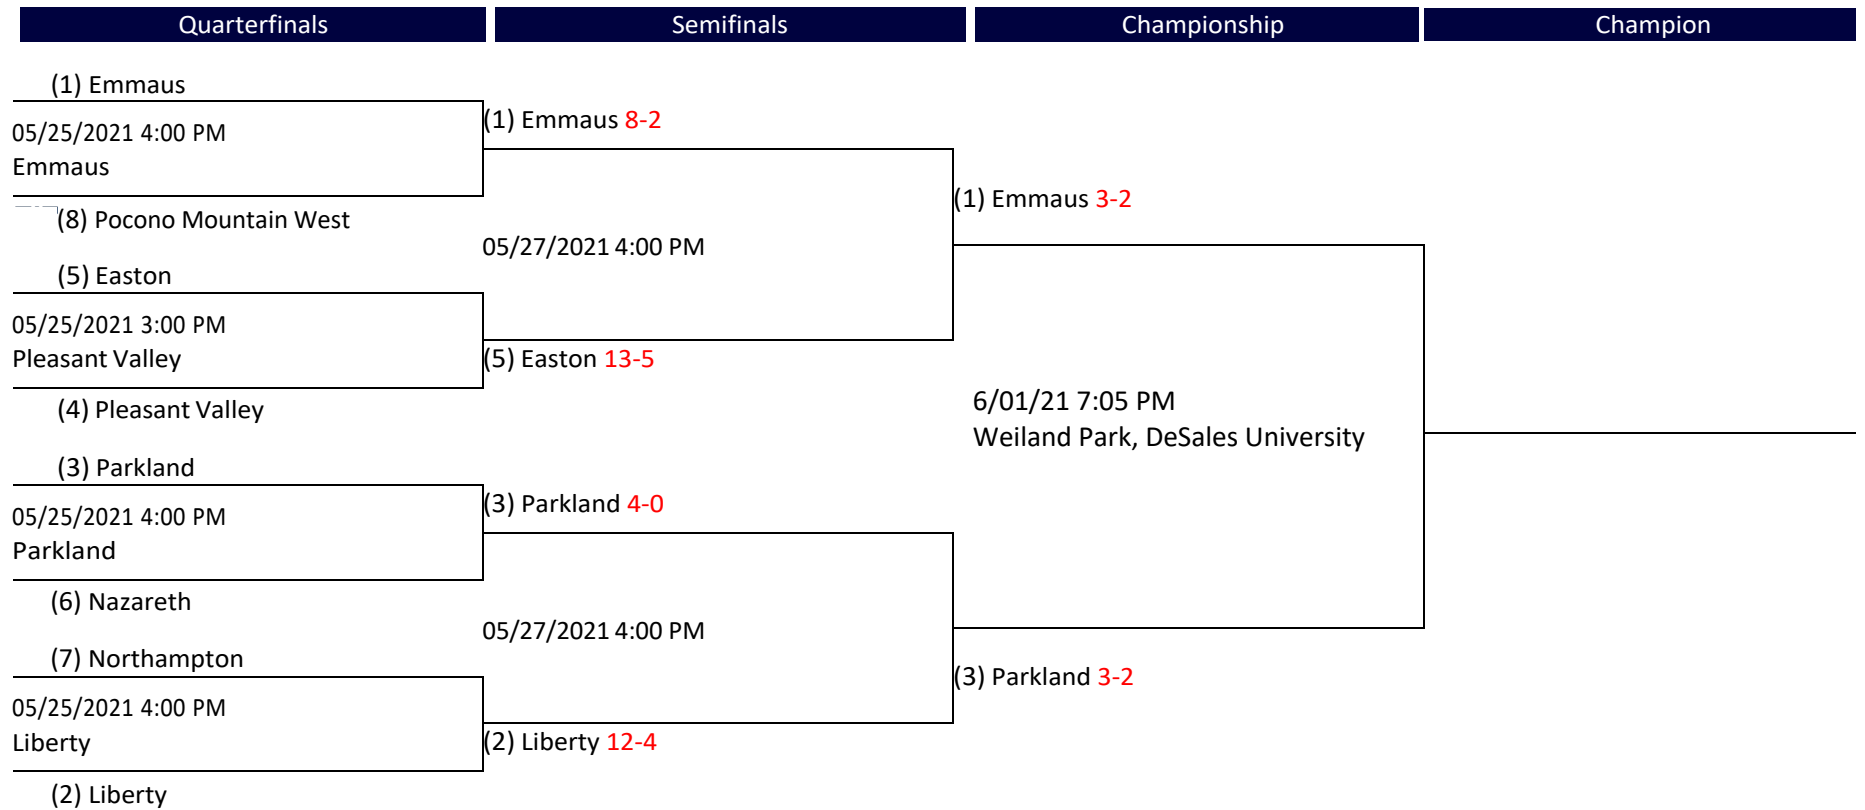 Quarterfinals
Semifinals
Championship
Champion
(1) Emmaus
05/25/2021 4:00 PM
Emmaus
(8) Pocono Mountain West
(5) Easton
05/25/2021 3:00 PM
Pleasant Valley
(4) Pleasant Valley
(3) Parkland
05/25/2021 4:00 PM
Parkland
(6) Nazareth
(7) Northampton
05/25/2021 4:00 PM
Liberty
(2) Liberty
(1) Emmaus 8-2
05/27/2021 4:00 PM
(5) Easton 13-5
(3) Parkland 4-0
05/27/2021 4:00 PM
(2) Liberty 12-4
(1) Emmaus 3-2
6/01/21 7:05 PM
Weiland Park, DeSales University
(3) Parkland 3-2